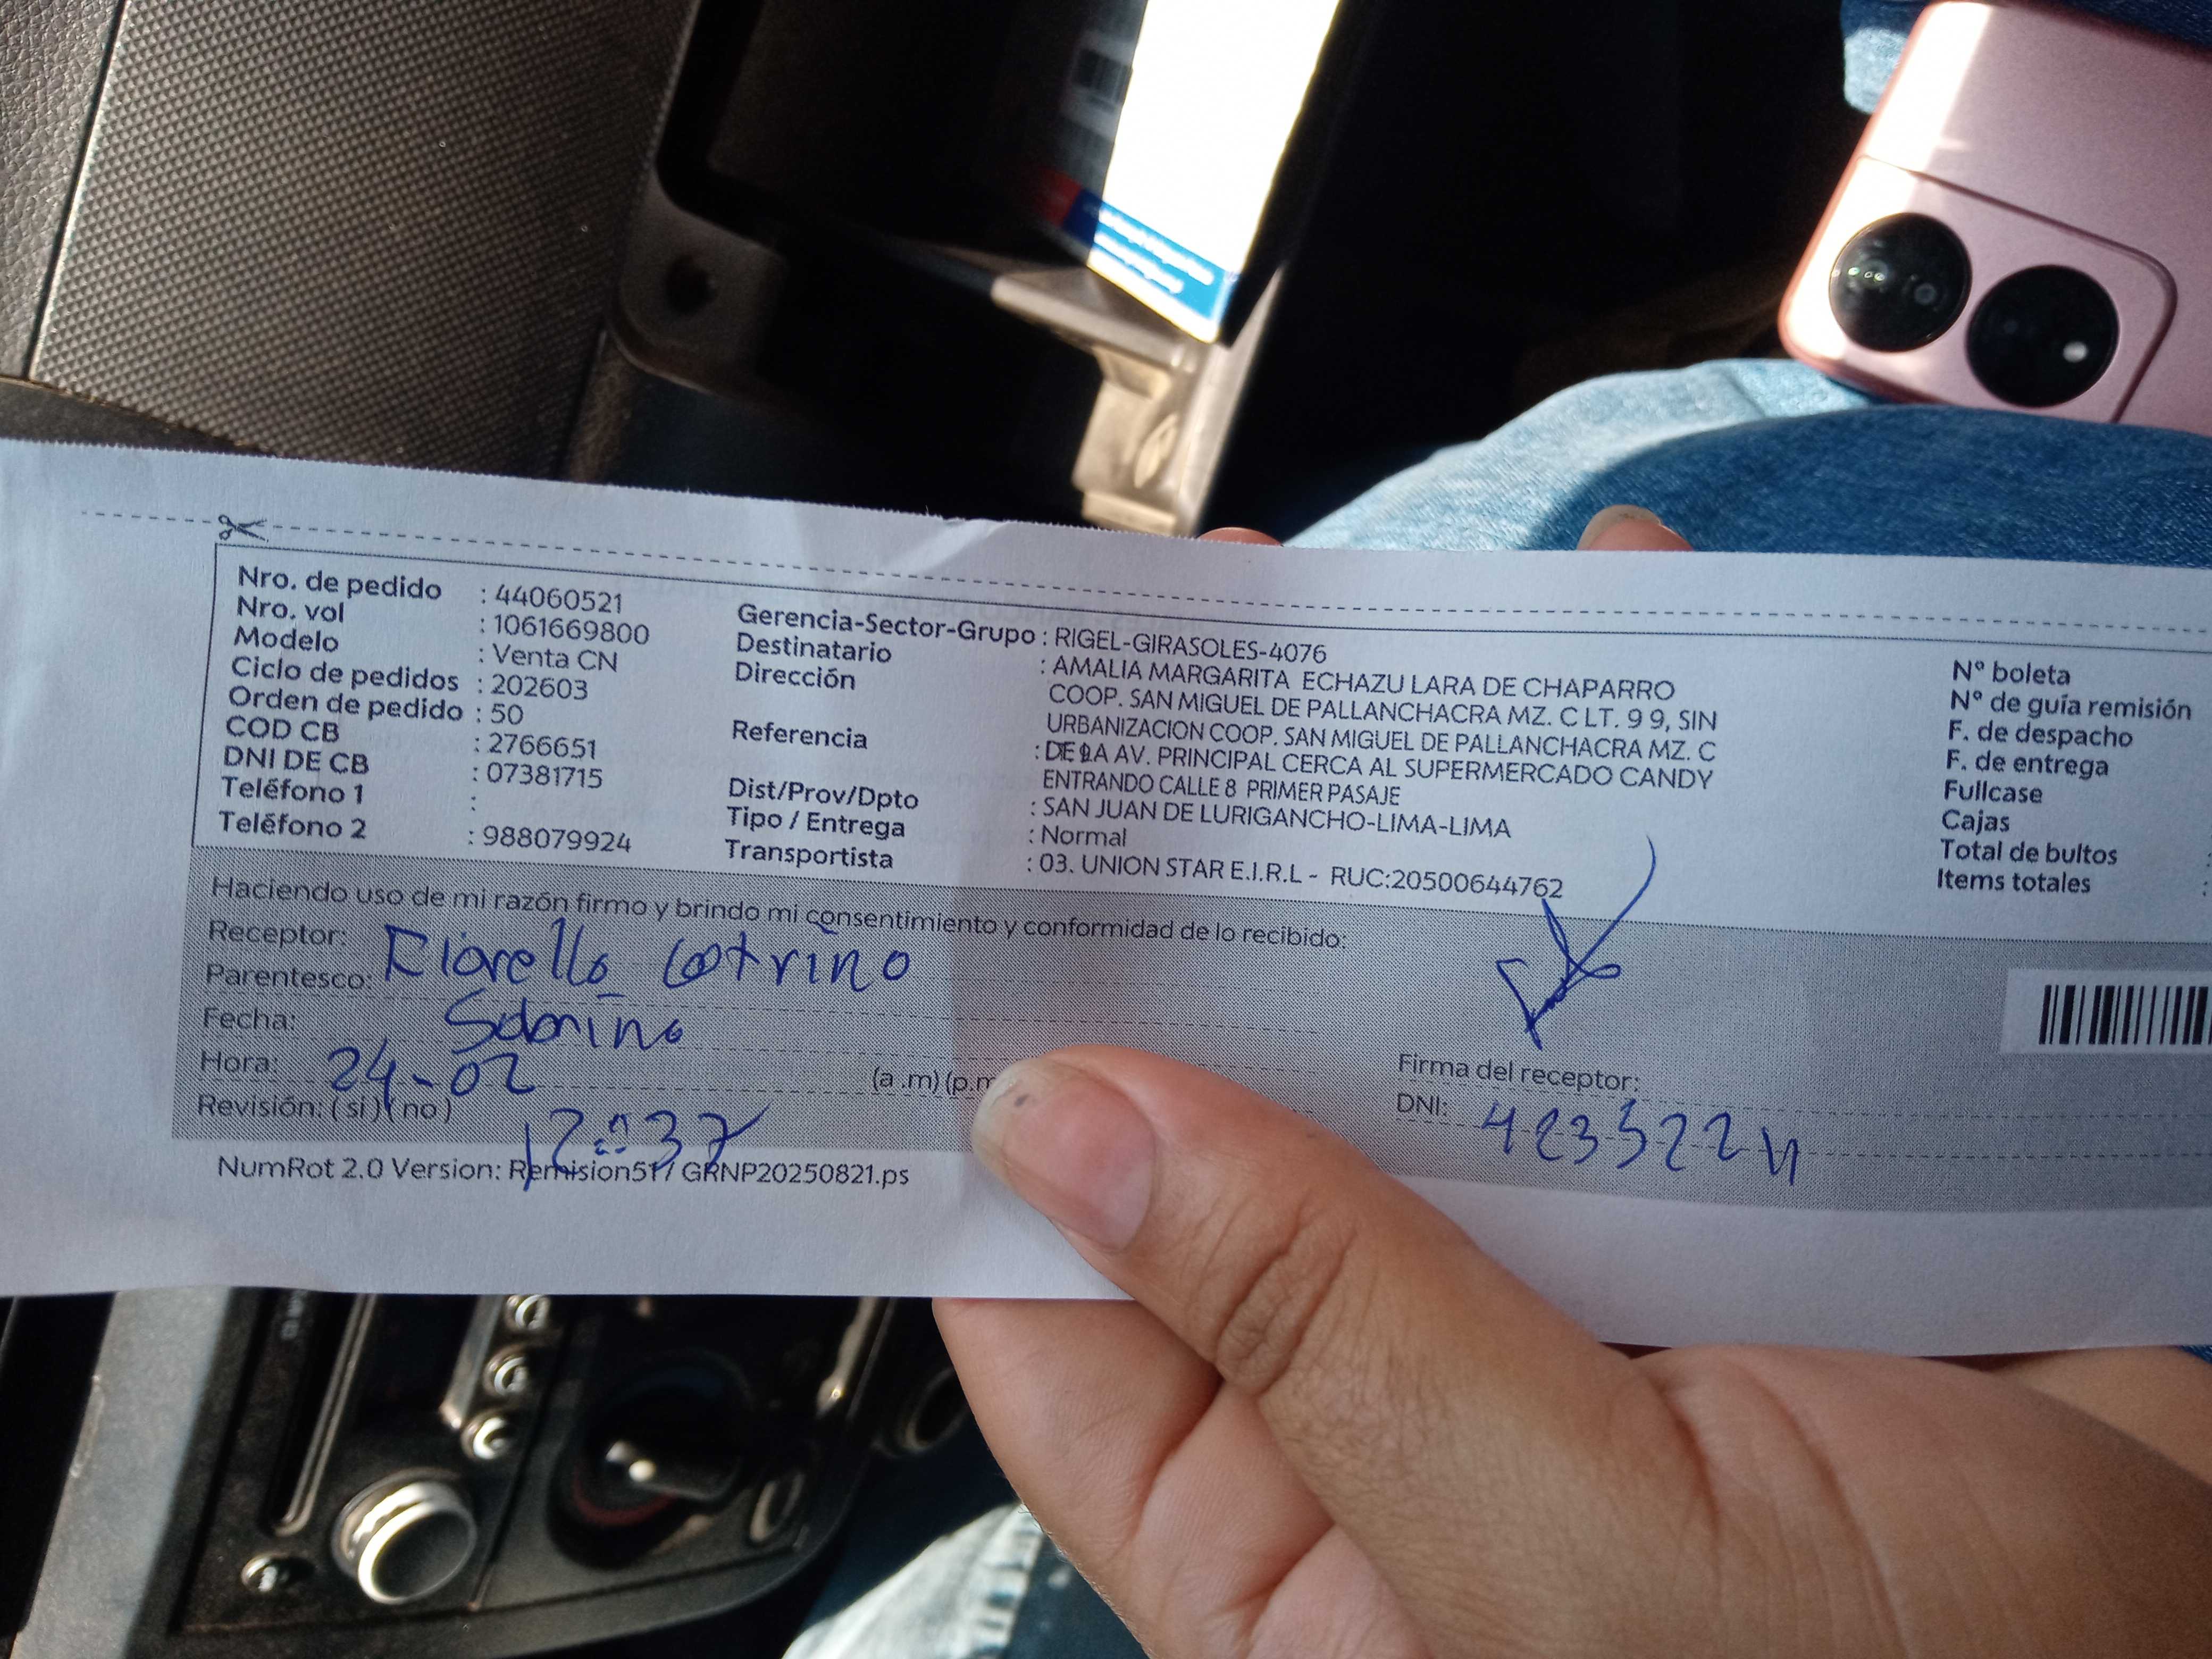 Nro. de pedido : 44060521
Nro. vol : 1061669800
Modelo : Venta CN
Ciclo de pedidos : 202603
Orden de pedido : 50
COD CB : 2766651
DNI DE CB : 07381715
Teléfono 1 :
Teléfono 2 : 988079924
Gerencia-Sector-Grupo : RIGEL-GIRASOLES-4076
Destinatario : AMALIA MARGARITA ECHAZU LARA DE CHAPARRO
Dirección COOP. SAN MIGUEL DE PALLANCHACRA MZ. C LT. 9 9, SIN
URBANIZACION COOP. SAN MIGUEL DE PALLANCHACRA MZ. C
Referencia : AV. PRINCIPAL CERCA AL SUPERMERCADO CANDY
ENTRANDO CALLE 8 PRIMER PASAJE
Dist/Prov/Dpto : SAN JUAN DE LURIGANCHO-LIMA-LIMA
Tipo / Entrega : Normal
Transportista : 03. UNION STAR E.I.R.L - RUC:20500644762
N° boleta
N° de guía remisión
F. de despacho
F. de entrega
Fullcase
Cajas
Total de bultos :
Items totales :
Haciendo uso de mi razón firmo y brindo mi consentimiento y conformidad de lo recibido:
Receptor: Fiorella Cotrino
Parentesco: Sobrina
Fecha: 24-02
Hora: 12:37 (a .m) (p.m
Revisión: ( si ) ( no )
Firma del receptor:
DNI:
NumRot 2.0 Version: Remision51 / GRNP20250821.ps